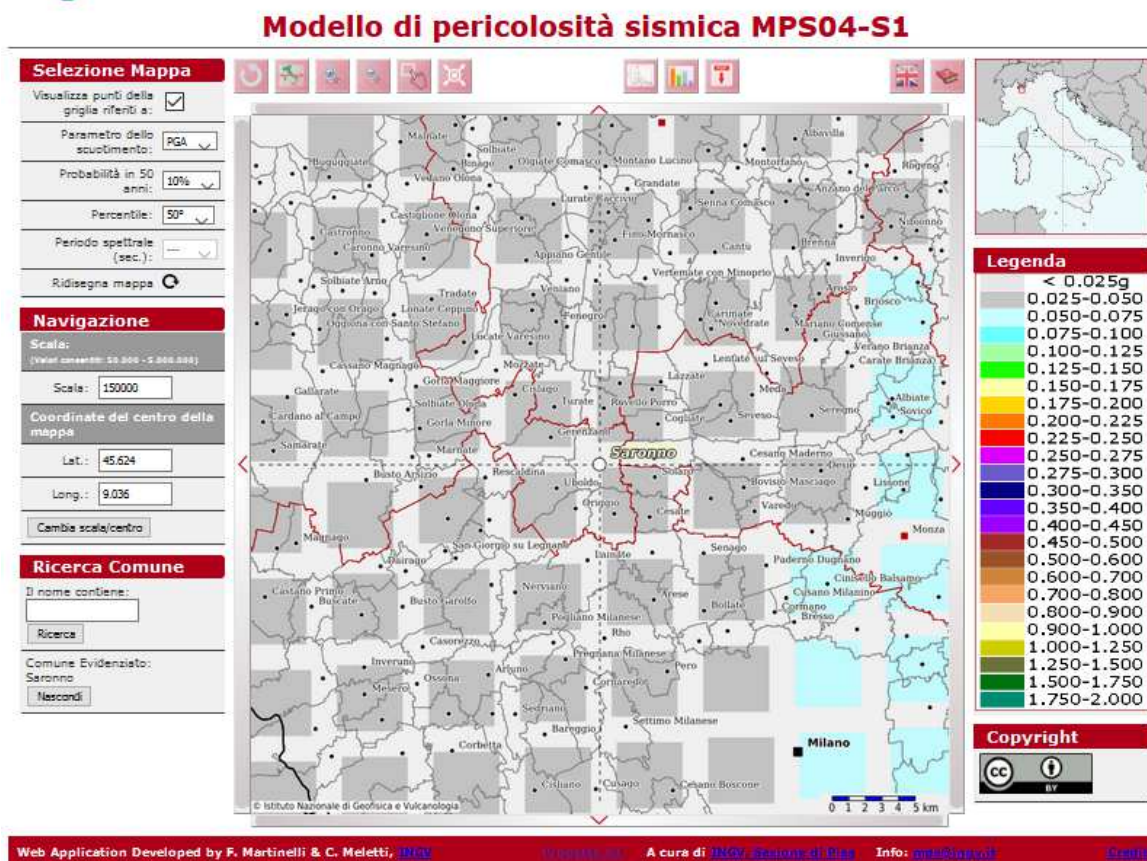 Modello di pericolosità sismica MPS04-S1
Selezione Mappa
Visualizza punti della
griglia riferiti a:
Parametro dello
scuotimento: PGA
Probabilità in 50
anni: 10%
Percentile: 50°
Periodo spettrale
(sec.): ---
Ridisegna mappa
Navigazione
Scala:
(Valori consentiti: 50.000 - 5.000.000)
Scala: 150000
Coordinate del centro della
mappa
Lat.: 45.624
Long.: 9.036
Cambia scala/centro
Ricerca Comune
Il nome contiene:
Ricerca
Comune Evidenziato:
Saronno
Nascondi
Malnate
Solbiate
Albavilla
Buguggiate
Binago
Olgiate Comasco
Montano Lucino
Montorfano
Rogeno
Vedano Olona
Grandate
Anzano del Parco
Lurate Caccivio
Senna Comasco
Castiglione Olona
Nibionno
Castronno
Venegono Superiore
Fino Mornasco
Caronno Varesino
Cantù
Brenna
Appiano Gentile
Inverigo
Vertemate con Minoprio
Solbiate Arno
Veniano
Arosio
Tradate
Briosco
Jerago con Orago
Lonate Ceppino
Carimate
Oggiona con Santo Stefano
Fenegrò
Novedrate
Mariano Comense
Giussano
Locate Varesino
Verano Brianza
Lentate sul Seveso
Carate Brianza
Cassano Magnago
Mozzate
Lazzate
Gorla Maggiore
Meda
Gallarate
Cislago
Albiate
Solbiate Olona
Turate
Rovello Porro
Seveso
Seregno
Sovico
Cardano al Campo
Cogliate
Gorla Minore
Gerenzano
Samarate
Marnate
Saronno
Cesano Maderno
Desio
Busto Arsizio
Rescaldina
Solaro
Lissone
Uboldo
Bovisio Masciago
Origgio
Cesate
Varedo
Muggiò
Magnago
Monza
San Giorgio su Legnano
Lainate
Senago
Dairago
Paderno Dugnano
Cinisello Balsamo
Castano Primo
Nerviano
Arese
Cusano Milanino
Buscate
Busto Garolfo
Bollate
Cormano
Pogliano Milanese
Bresso
Rho
Casorezzo
Pregnana Milanese
Inveruno
Arluno
Pero
Ossona
Mesero
Cornaredo
Sedriano
Settimo Milanese
Bareggio
Corbetta
Milano
Cisliano
Cusago
Cesano Boscone
© Istituto Nazionale di Geofisica e Vulcanologia
0 1 2 3 4 5 km
Legenda
< 0.025g
0.025-0.050
0.050-0.075
0.075-0.100
0.100-0.125
0.125-0.150
0.150-0.175
0.175-0.200
0.200-0.225
0.225-0.250
0.250-0.275
0.275-0.300
0.300-0.350
0.350-0.400
0.400-0.450
0.450-0.500
0.500-0.600
0.600-0.700
0.700-0.800
0.800-0.900
0.900-1.000
1.000-1.250
1.250-1.500
1.500-1.750
1.750-2.000
Copyright
CC BY
Web Application Developed by F. Martinelli & C. Meletti, INGV A cura di INGV, Sezione di Pisa Info: mps@ingv.it